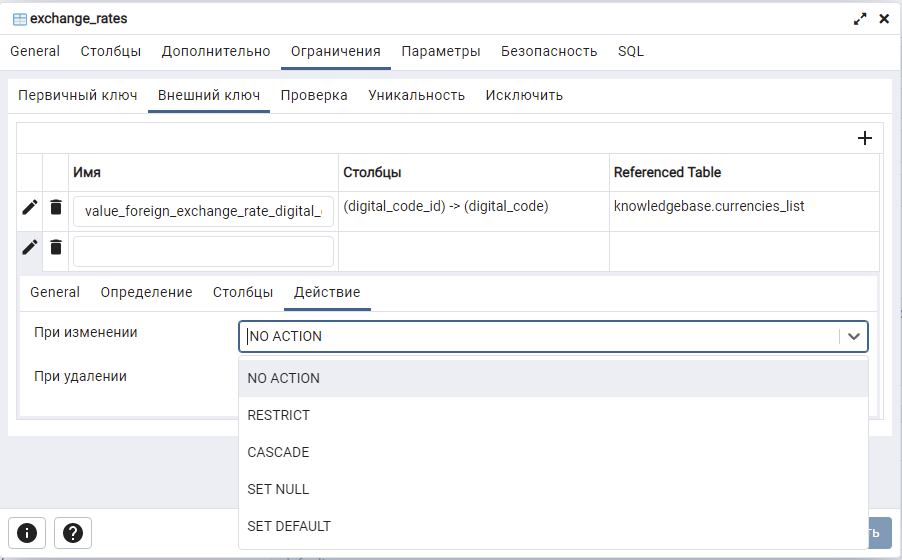 exchange_rates
General Столбцы Дополнительно Ограничения Параметры Безопасность SQL
Первичный ключ Внешний ключ Проверка Уникальность Исключить
Имя Столбцы Referenced Table
value_foreign_exchange_rate_digital_ (digital_code_id) -> (digital_code) knowledgebase.currencies_list
General Определение Столбцы Действие
При изменении NO ACTION
При удалении
NO ACTION
RESTRICT
CASCADE
SET NULL
SET DEFAULT